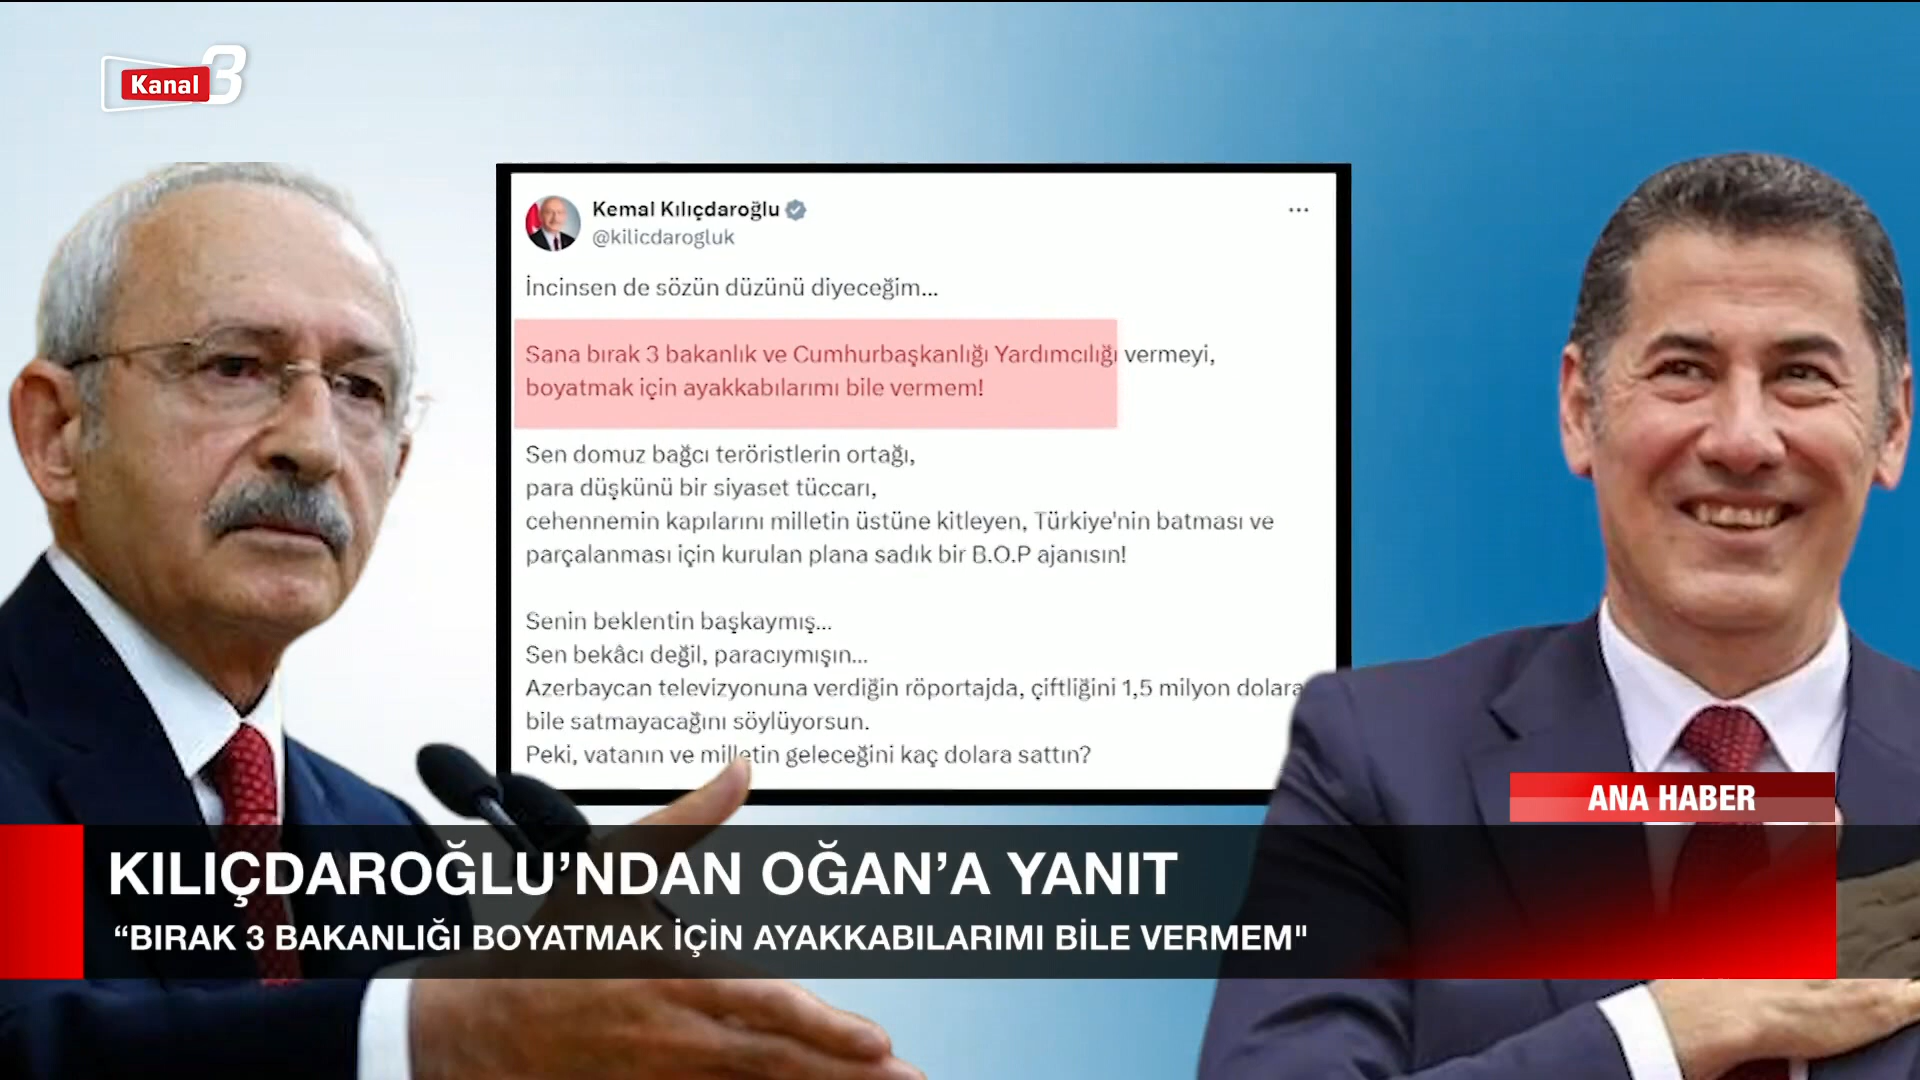 Kanal 3
Kemal Kılıçdaroğlu
@kilicdarogluk
İncinsen de sözün düzünü diyeceğim...
Sana bırak 3 bakanlık ve Cumhurbaşkanlığı Yardımcılığı vermeyi,
boyatmak için ayakkabılarımı bile vermem!
Sen domuz bağcı teröristlerin ortağı,
para düşkünü bir siyaset tüccarı,
cehennemin kapılarını milletin üstüne kitleyen, Türkiye'nin batması ve
parçalanması için kurulan plana sadık bir B.O.P ajanısın!
Senin beklentin başkaymış...
Sen bekâcı değil, paracıymışın...
Azerbaycan televizyonuna verdiğin röportajda, çiftliğini 1,5 milyon dolara
bile satmayacağını söylüyorsun.
Peki, vatanın ve milletin geleceğini kaç dolara sattın?
ANA HABER
KILIÇDAROĞLU’NDAN OĞAN’A YANIT
“BIRAK 3 BAKANLIĞI BOYATMAK İÇİN AYAKKABILARIMI BİLE VERMEM"